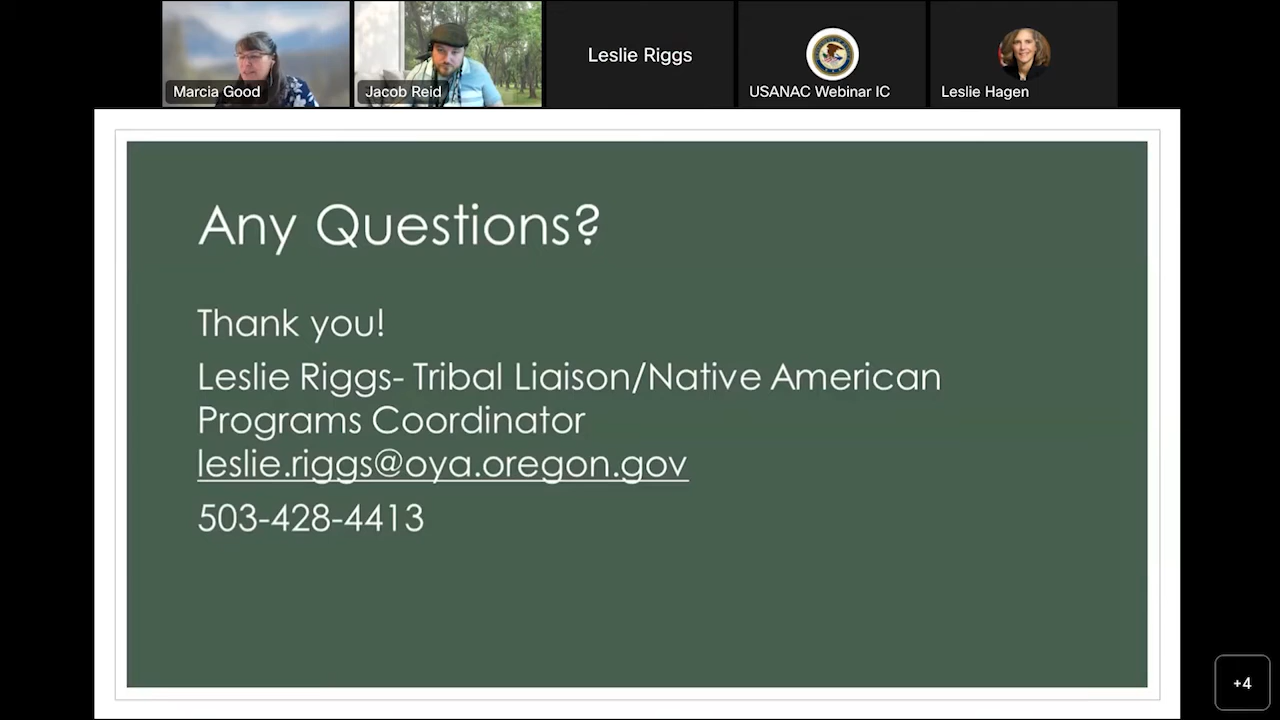 Marcia Good
Jacob Reid
Leslie Riggs
USANAC Webinar IC
Leslie Hagen
Any Questions?
Thank you!
Leslie Riggs- Tribal Liaison/Native American
Programs Coordinator
leslie.riggs@oya.oregon.gov
503-428-4413
+4